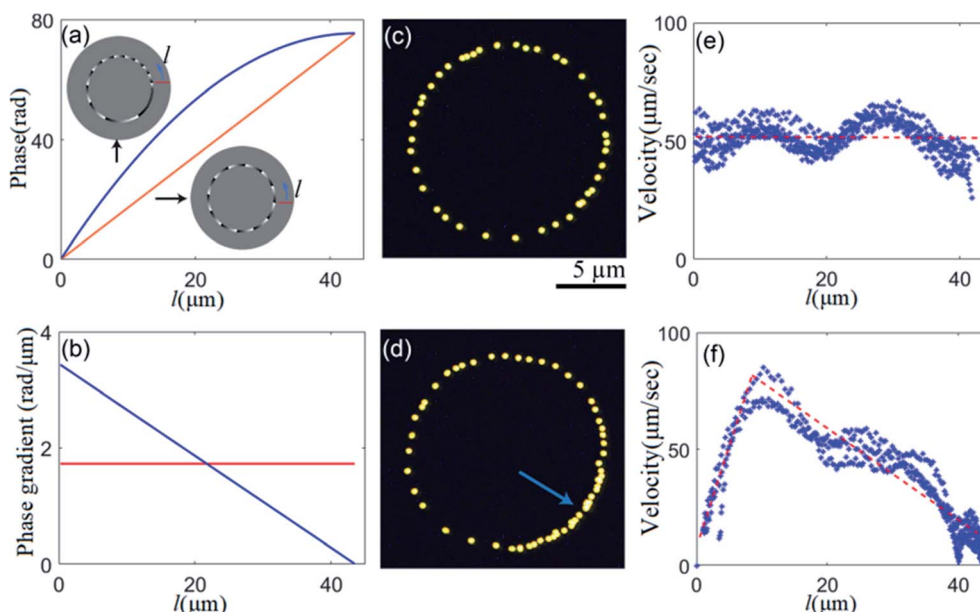 (a)
80
40
0
Phase(rad)
l
l
0 20 40
l(μm)
(c)
5 μm
(e)
100
50
0
Velocity(μm/sec)
0 20 40
l(μm)
(b)
4
2
0
Phase gradient (rad/μm)
0 20 40
l(μm)
(d)
(f)
100
50
0
Velocity(μm/sec)
0 20 40
l(μm)